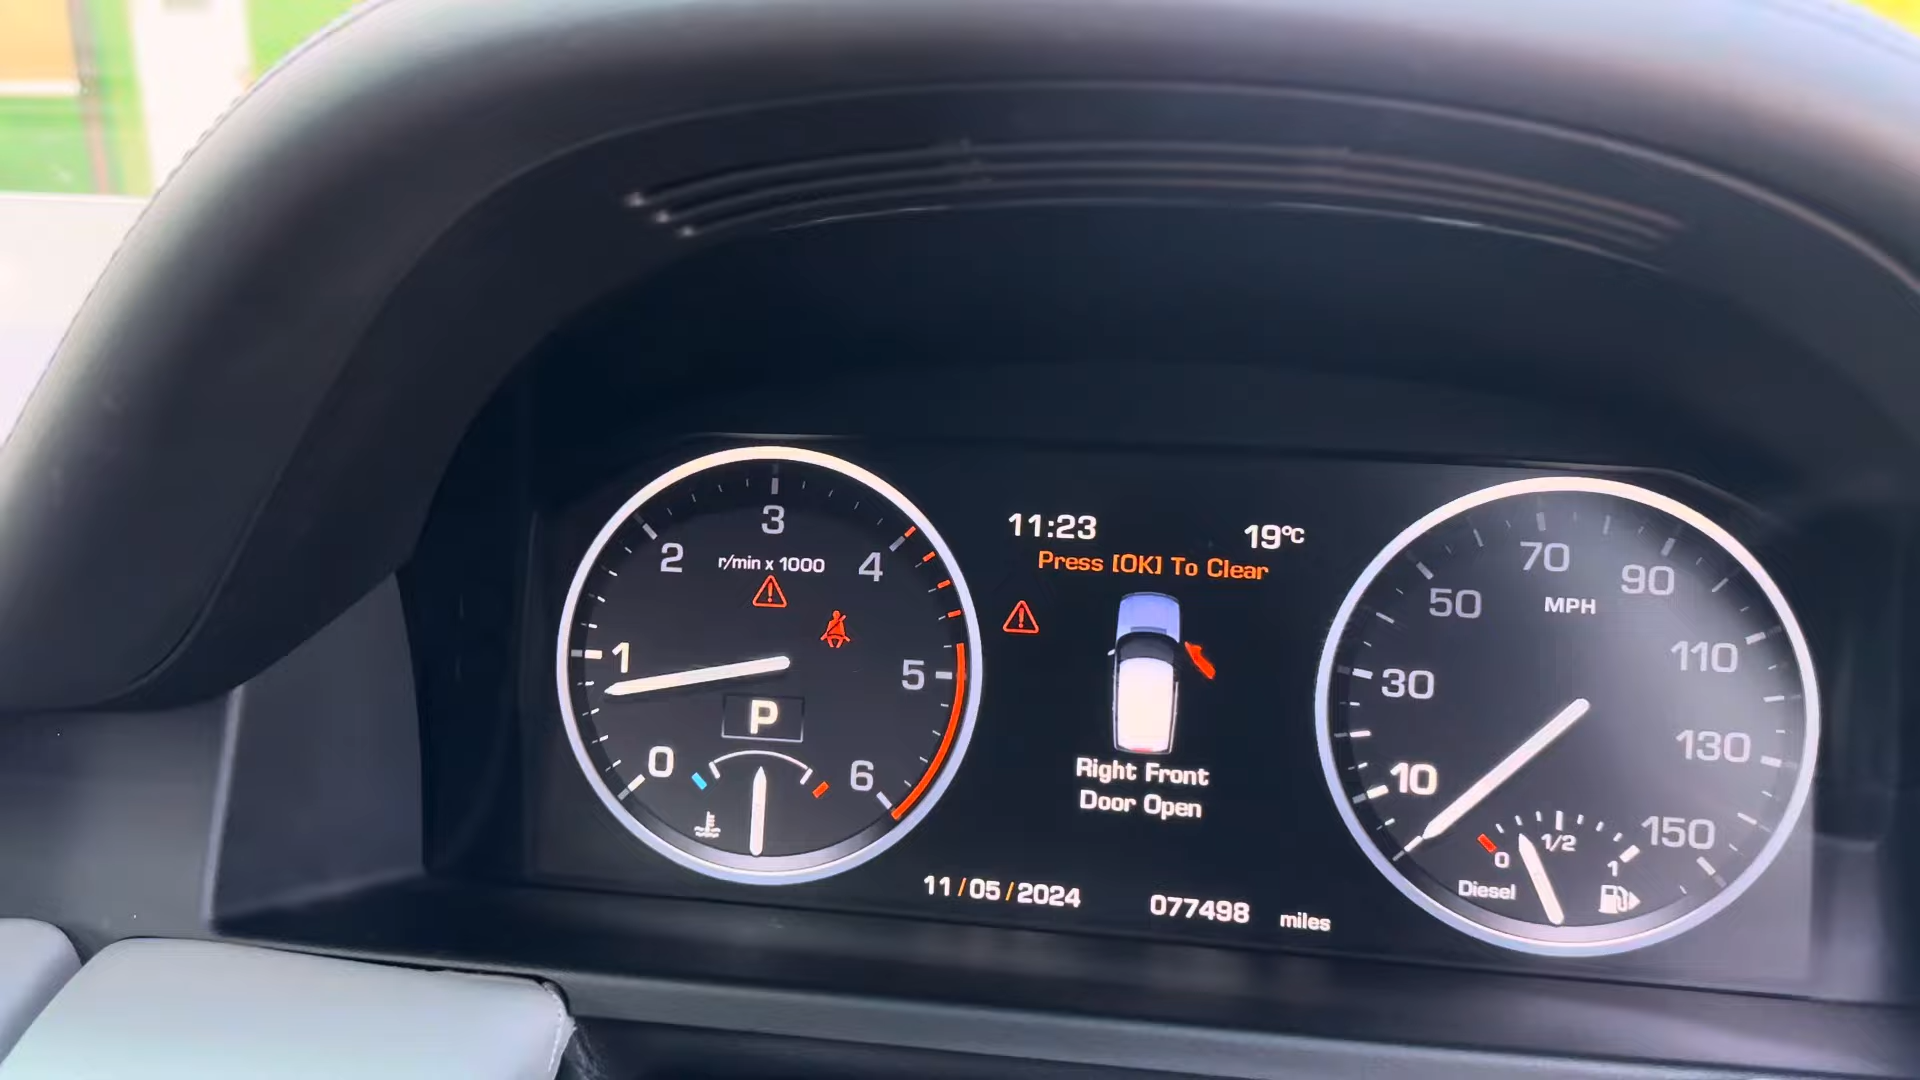 3
2
4
r/min x 1000
1
5
P
0
6
11:23
19°C
Press [OK] To Clear
Right Front
Door Open
11/05/2024
077498 miles
70
50
90
MPH
110
30
130
10
150
1/2
0
1
Diesel